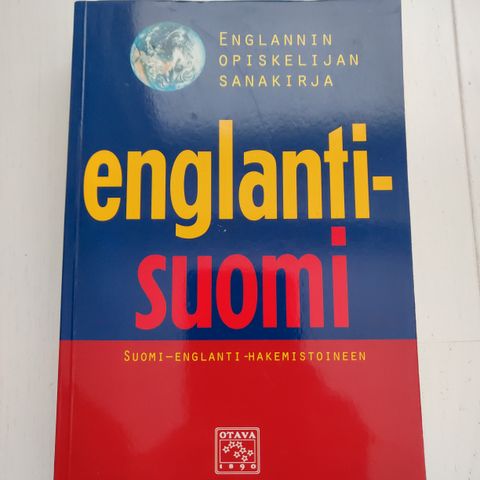 Englannin
opiskelijan
sanakirja
englanti-
suomi
Suomi–englanti-hakemistoineen
OTAVA
1890